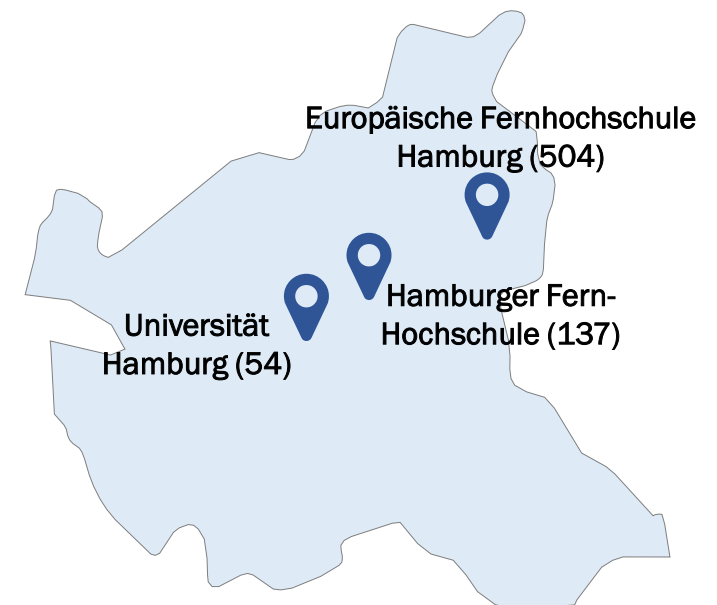 Europäische Fernhochschule
Hamburg (504)
Hamburger Fern-
Hochschule (137)
Universität
Hamburg (54)